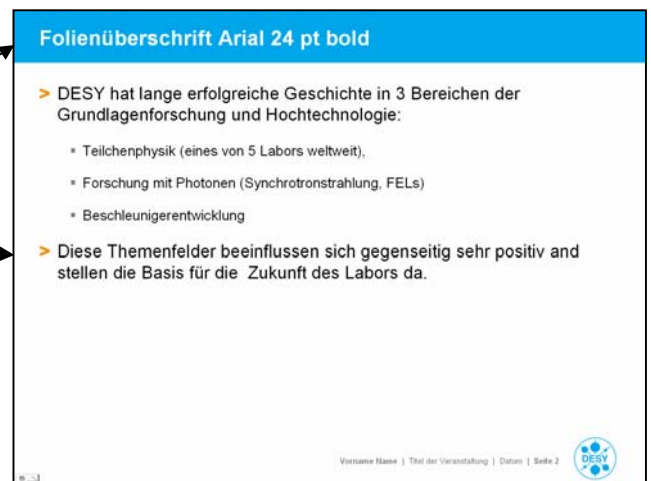 Folienüberschrift Arial 24 pt bold
> DESY hat lange erfolgreiche Geschichte in 3 Bereichen der
Grundlagenforschung und Hochtechnologie:
▪ Teilchenphysik (eines von 5 Labors weltweit),
▪ Forschung mit Photonen (Synchrotronstrahlung, FELs)
▪ Beschleunigerentwicklung
> Diese Themenfelder beeinflussen sich gegenseitig sehr positiv and
stellen die Basis für die Zukunft des Labors da.
Vorname Name | Titel der Veranstaltung | Datum | Seite 2
DESY